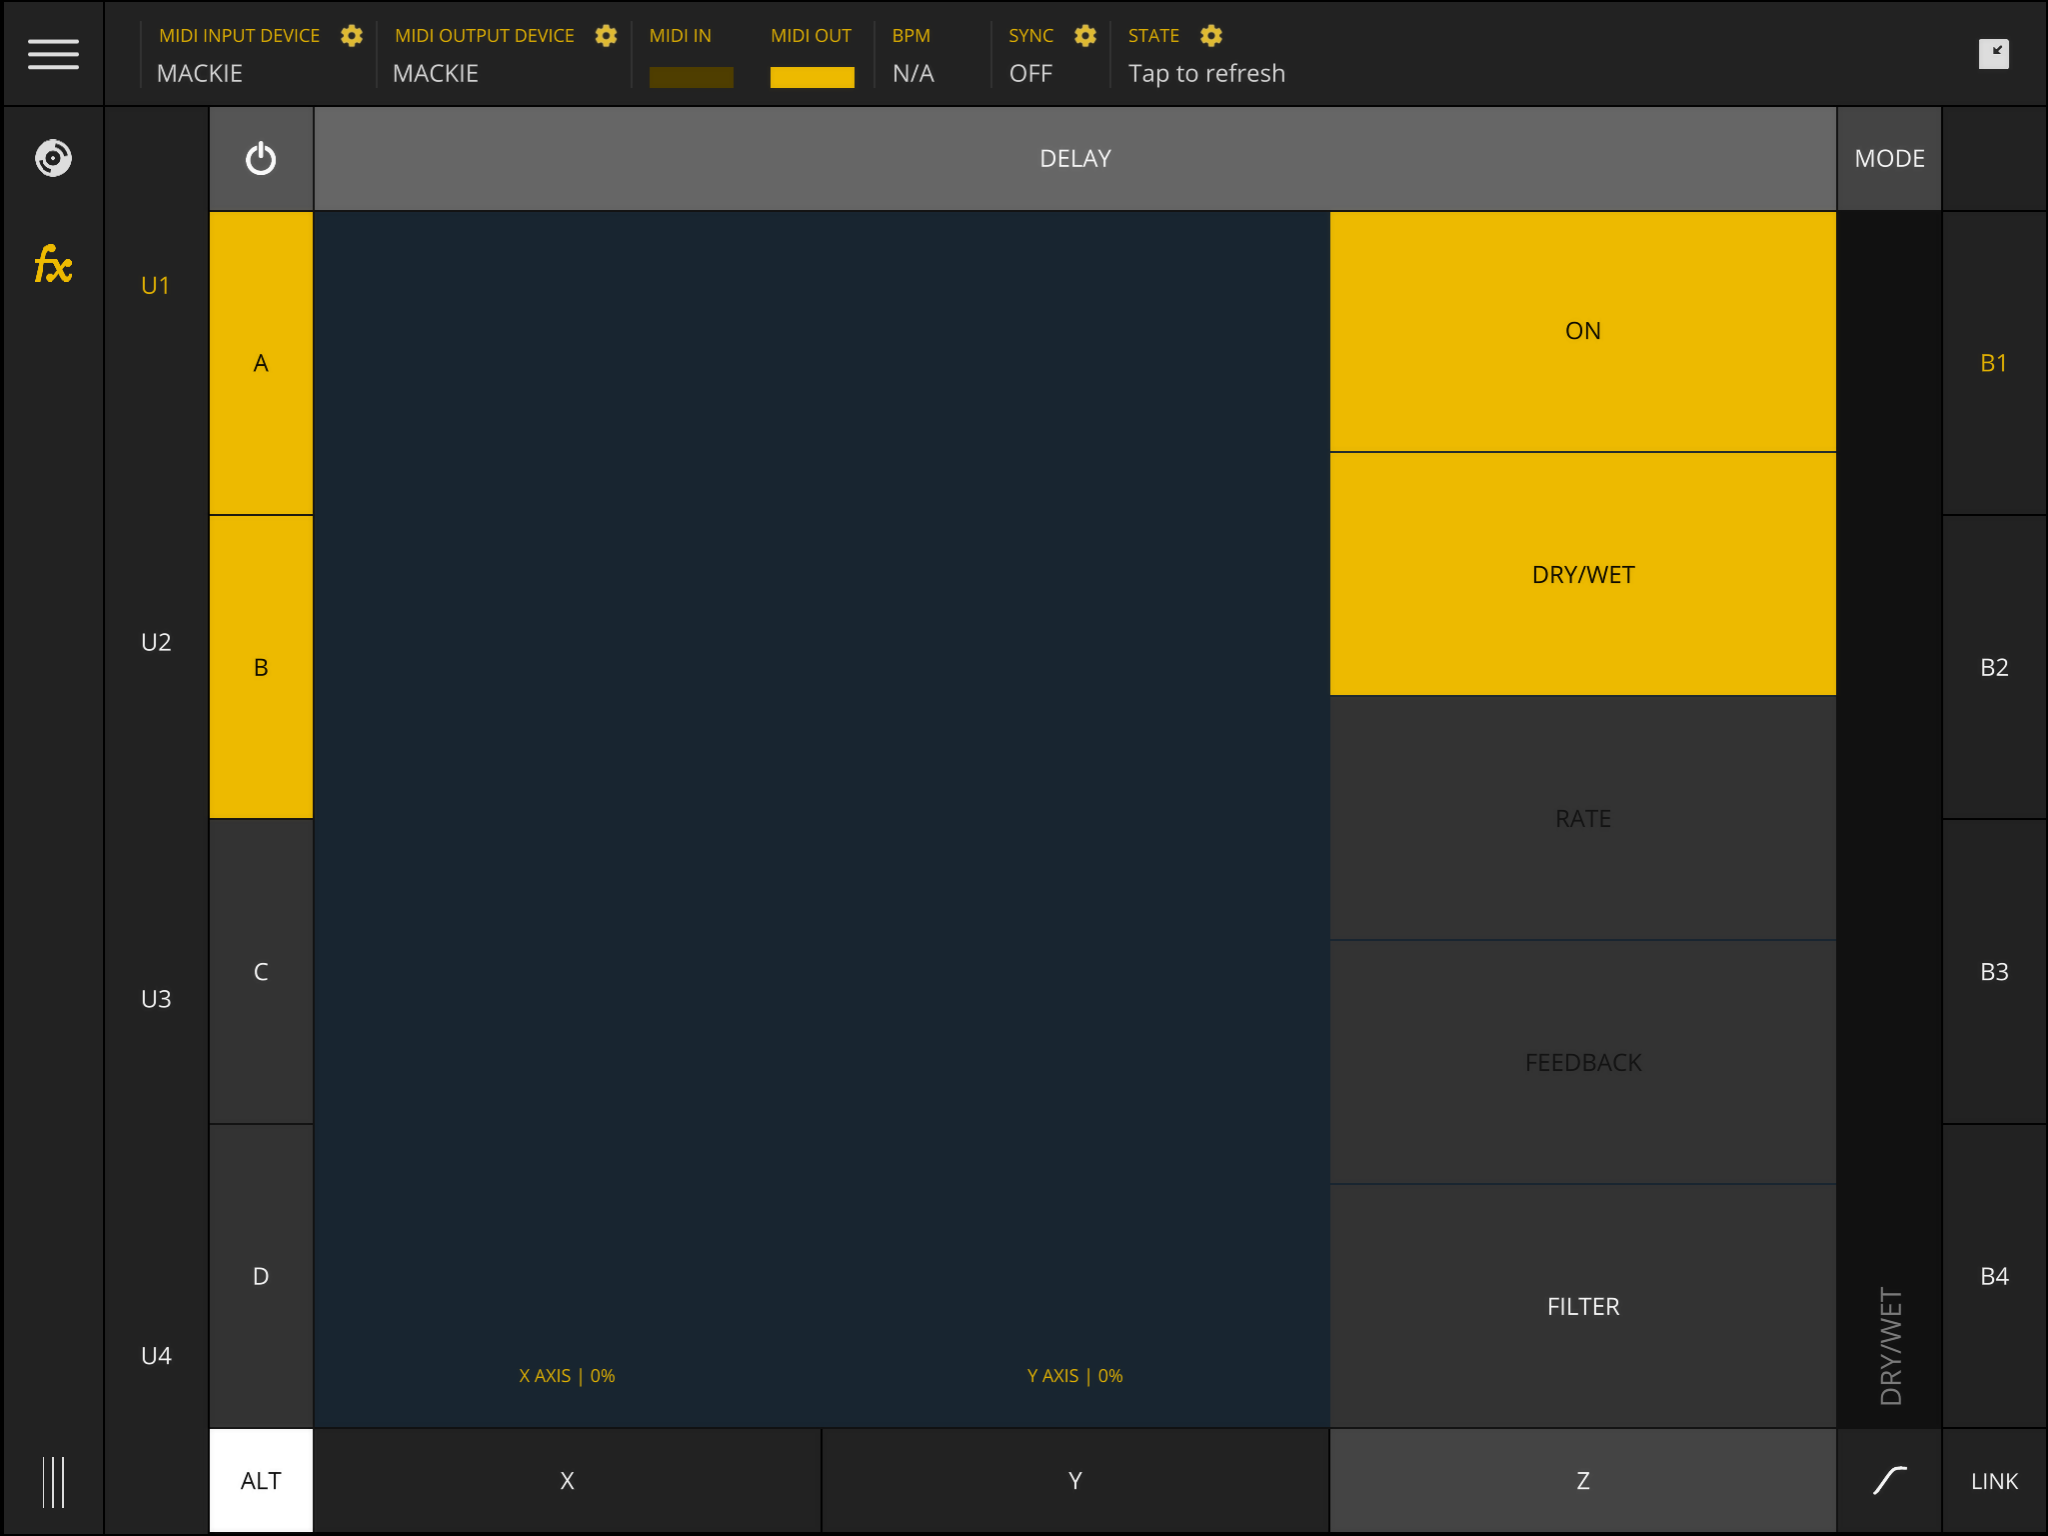 MIDI INPUT DEVICE
MACKIE
MIDI OUTPUT DEVICE
MACKIE
MIDI IN
MIDI OUT
BPM
N/A
SYNC
OFF
STATE
Tap to refresh
DELAY
MODE
fx
U1
U2
U3
U4
A
B
C
D
ON
DRY/WET
RATE
FEEDBACK
FILTER
X AXIS | 0%
Y AXIS | 0%
DRY/WET
B1
B2
B3
B4
ALT
X
Y
Z
LINK